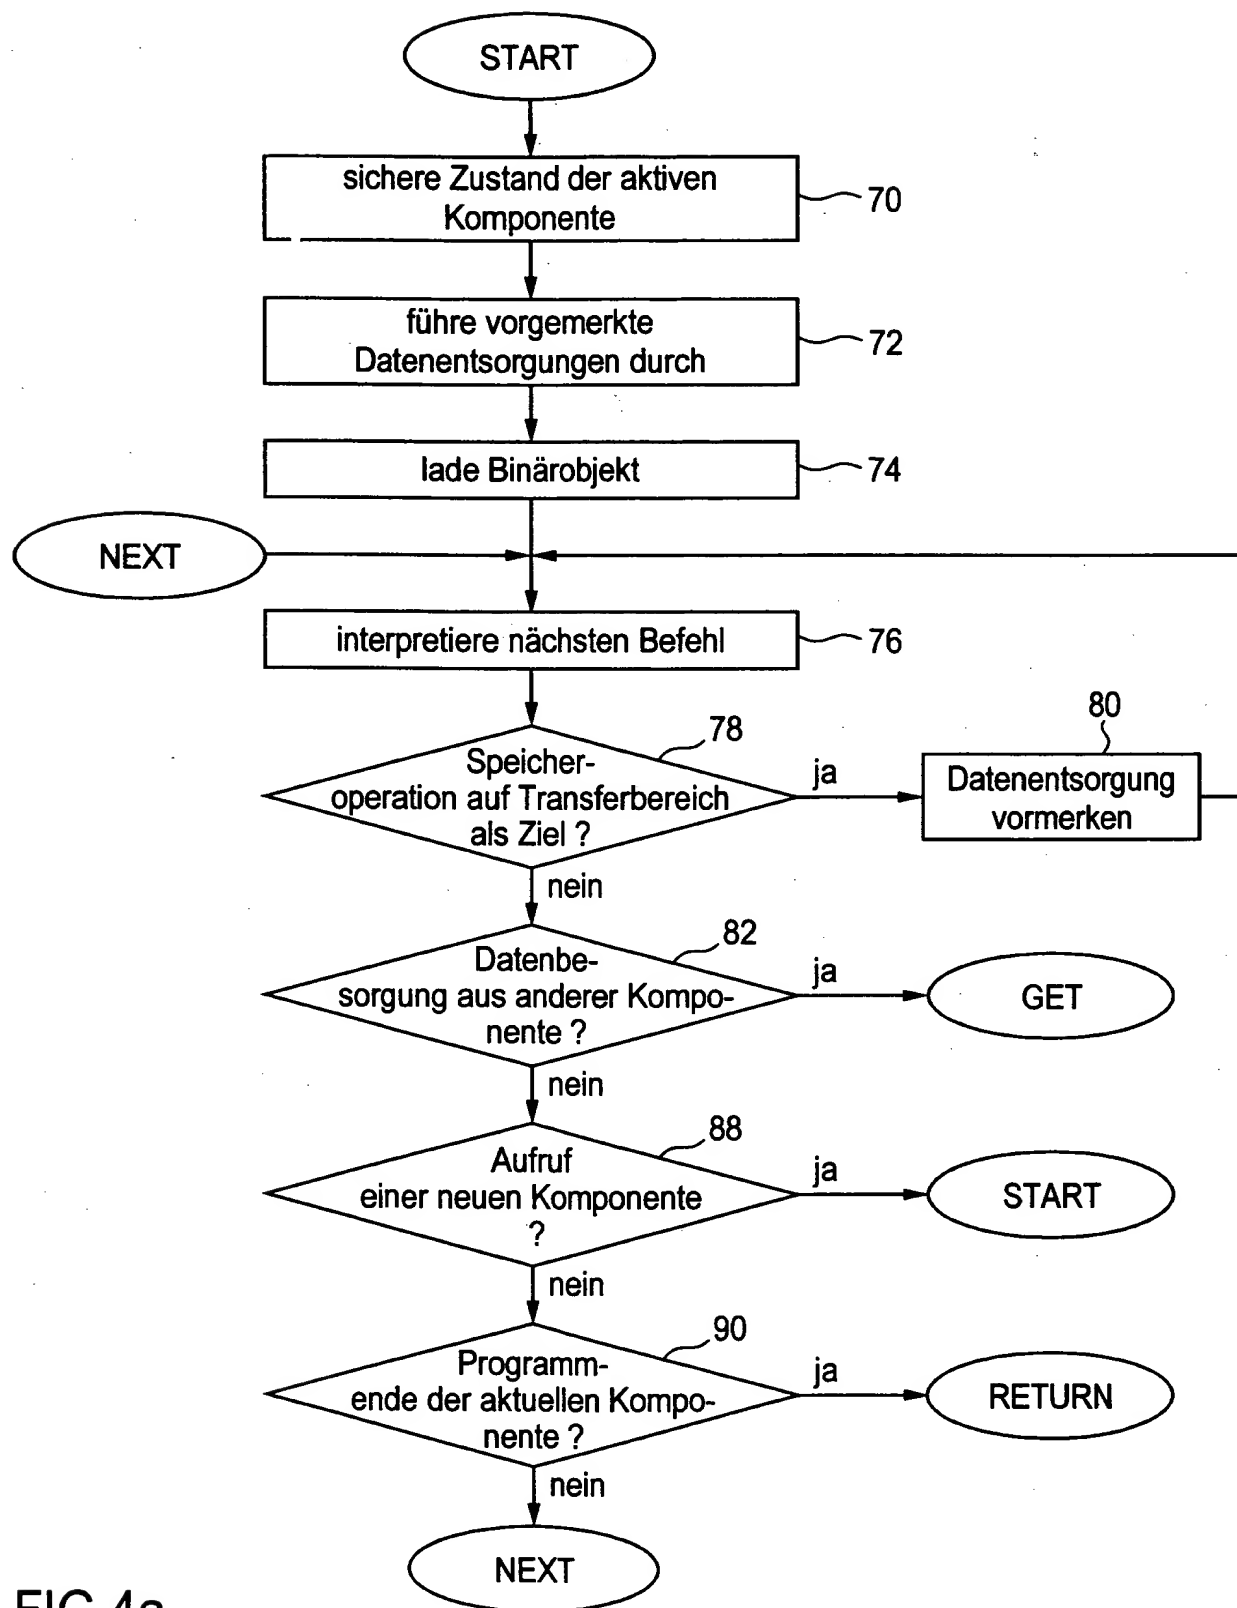 START
sichere Zustand der aktiven
Komponente
70
führe vorgemerkte
Datenentsorgungen durch
72
lade Binärobjekt
74
NEXT
interpretiere nächsten Befehl
76
78
Speicher-
operation auf Transferbereich
als Ziel ?
ja
80
Datenentsorgung
vormerken
nein
82
Datenbe-
sorgung aus anderer Kompo-
nente ?
ja
GET
nein
88
Aufruf
einer neuen Komponente
?
ja
START
nein
90
Programm-
ende der aktuellen Kompo-
nente ?
ja
RETURN
nein
NEXT
FIG 4a